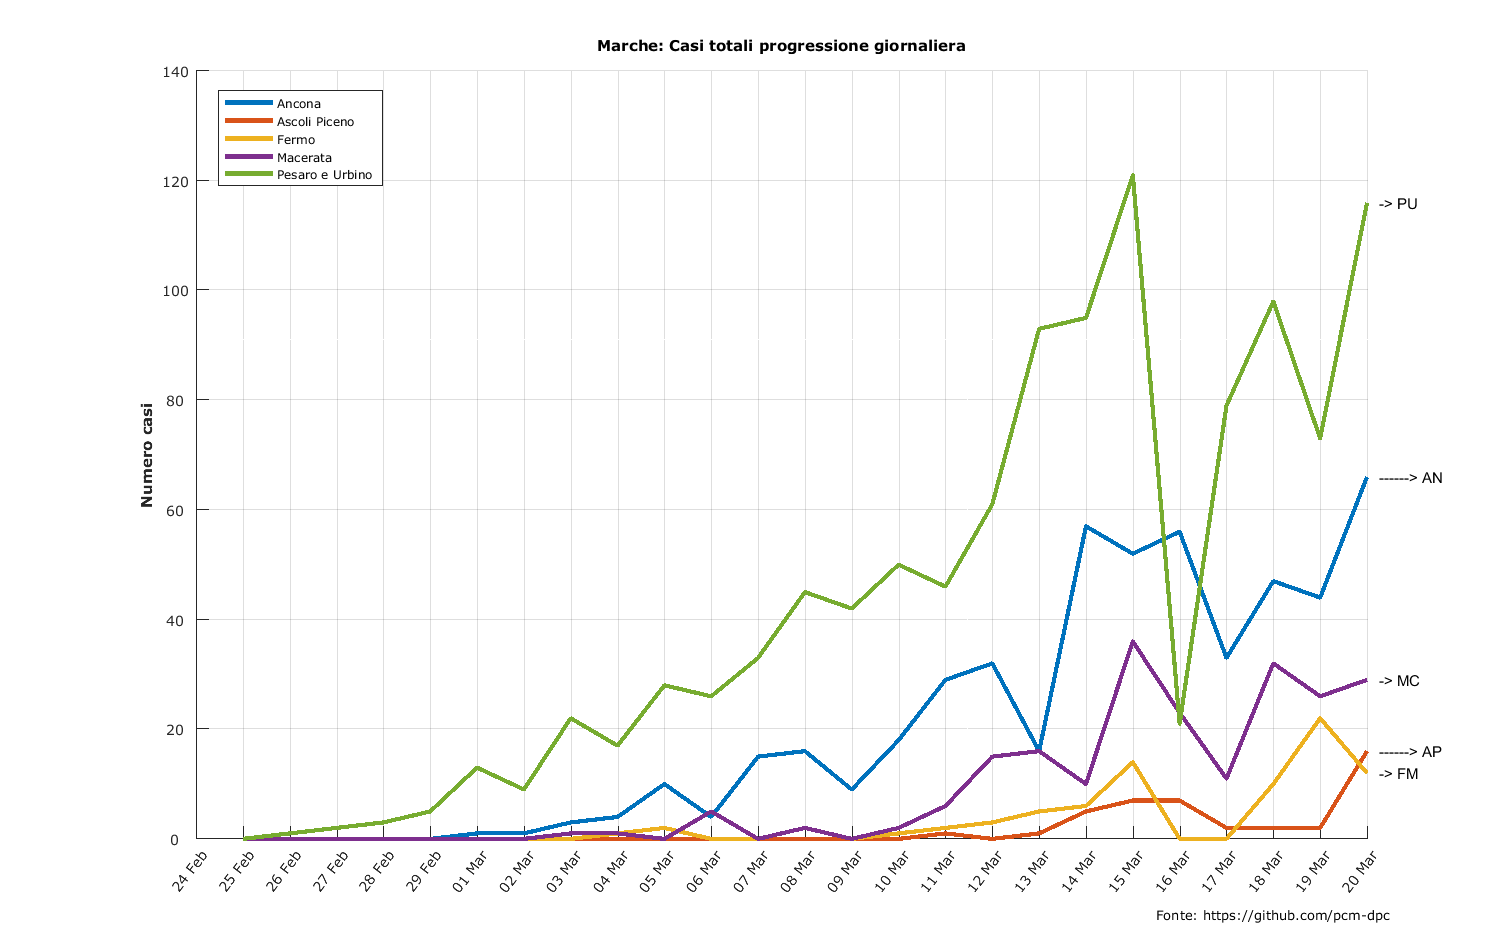 Marche: Casi totali progressione giornaliera
140
120
100
80
60
40
20
0
Numero casi
Ancona
Ascoli Piceno
Fermo
Macerata
Pesaro e Urbino
-> PU
------> AN
-> MC
------> AP
-> FM
24 Feb
25 Feb
26 Feb
27 Feb
28 Feb
29 Feb
01 Mar
02 Mar
03 Mar
04 Mar
05 Mar
06 Mar
07 Mar
08 Mar
09 Mar
10 Mar
11 Mar
12 Mar
13 Mar
14 Mar
15 Mar
16 Mar
17 Mar
18 Mar
19 Mar
20 Mar
Fonte: https://github.com/pcm-dpc